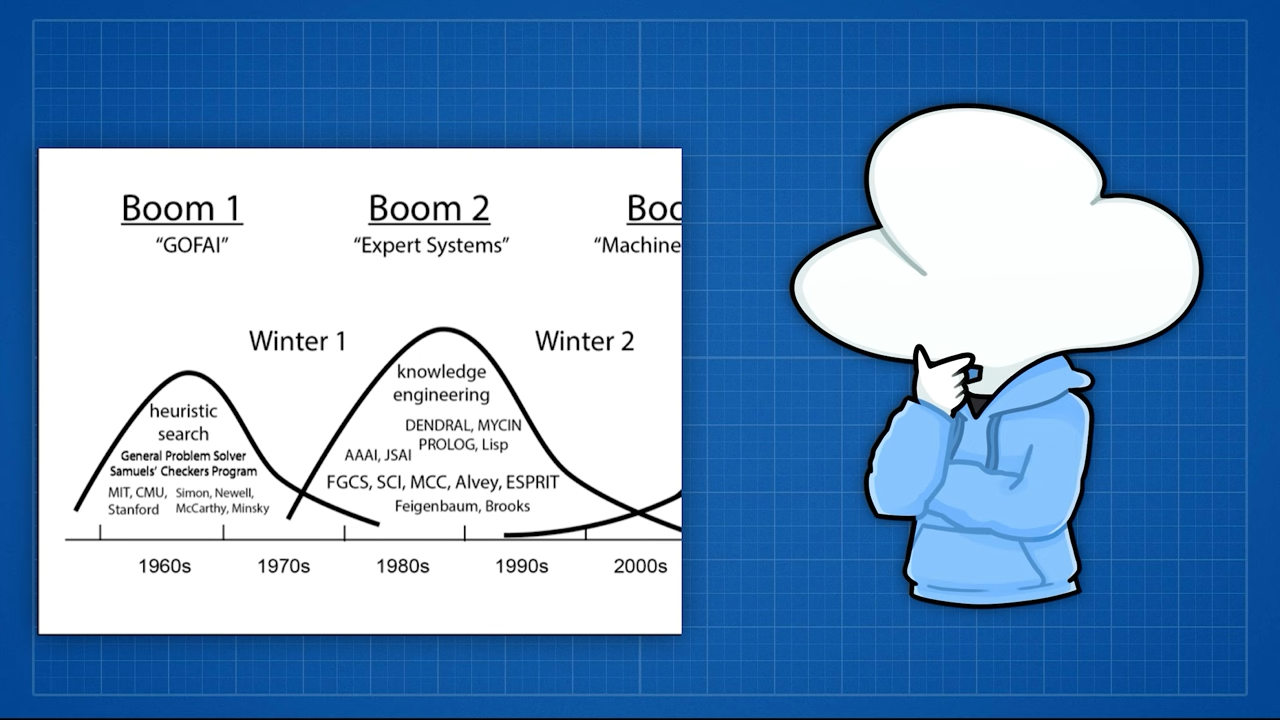 Boom 1
Boom 2
Boo
“GOFAI”
“Expert Systems”
“Machine
Winter 1
Winter 2
heuristic
search
General Problem Solver
Samuels’ Checkers Program
MIT, CMU,
Stanford
Simon, Newell,
McCarthy, Minsky
knowledge
engineering
DENDRAL, MYCIN
PROLOG, Lisp
AAAI, JSAI
FGCS, SCI, MCC, Alvey, ESPRIT
Feigenbaum, Brooks
1960s
1970s
1980s
1990s
2000s